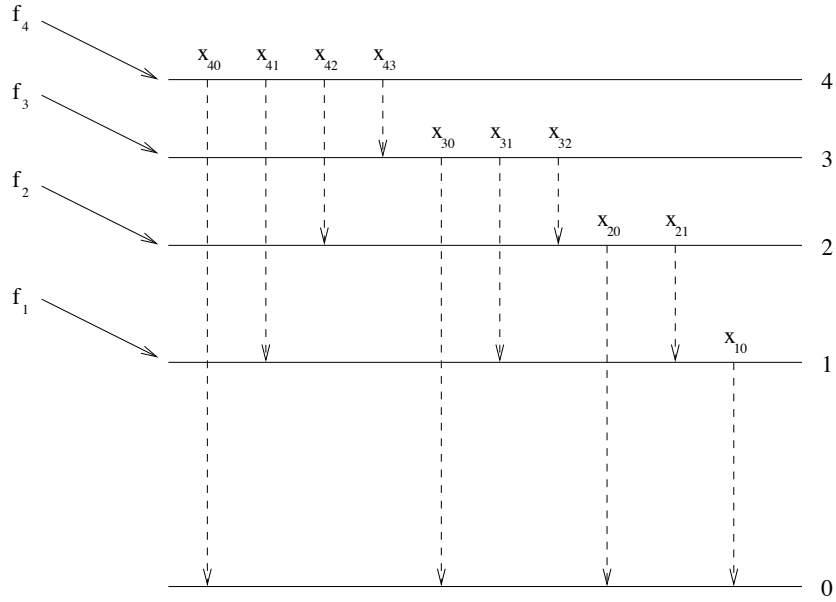 f₄
x₄₀ x₄₁ x₄₂ x₄₃
4
f₃
x₃₀ x₃₁ x₃₂
3
f₂
x₂₀ x₂₁
2
f₁
x₁₀
1
0